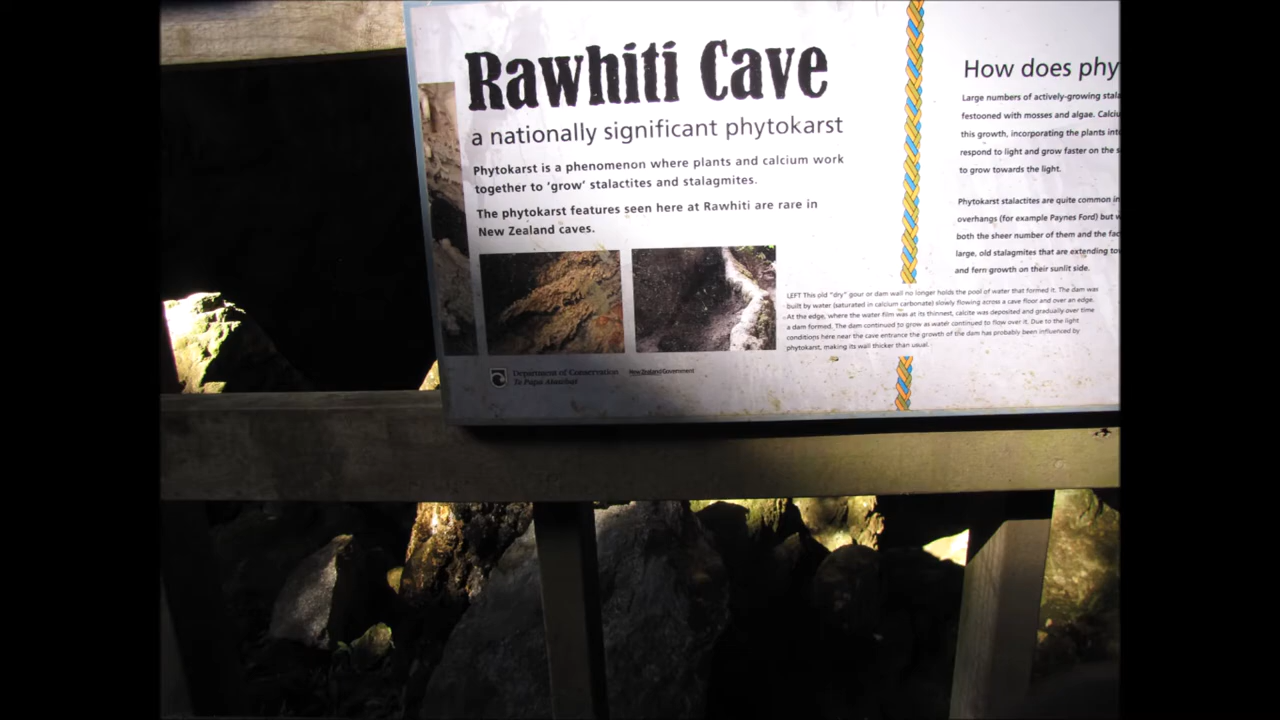 Rawhiti Cave
a nationally significant phytokarst
Phytokarst is a phenomenon where plants and calcium work
together to ‘grow’ stalactites and stalagmites.
The phytokarst features seen here at Rawhiti are rare in
New Zealand caves.
LEFT This old "dry" gour or dam wall no longer holds the pool of water that formed it. The dam was
built by water (saturated in calcium carbonate) slowly flowing across a cave floor and over an edge.
At the edge, where the water film was at its thinnest, calcite was deposited and gradually over time
a dam formed. The dam continued to grow as water continued to flow over it. Due to the light
conditions here near the cave entrance the growth of the dam has probably been influenced by
phytokarst, making its wall thicker than usual.
Department of Conservation
Te Papa Atawhai
New Zealand Government
How does phy
Large numbers of actively-growing stala
festooned with mosses and algae. Calciu
this growth, incorporating the plants into
respond to light and grow faster on the s
to grow towards the light.
Phytokarst stalactites are quite common in
overhangs (for example Paynes Ford) but w
both the sheer number of them and the fac
large, old stalagmites that are extending to
and fern growth on their sunlit side.